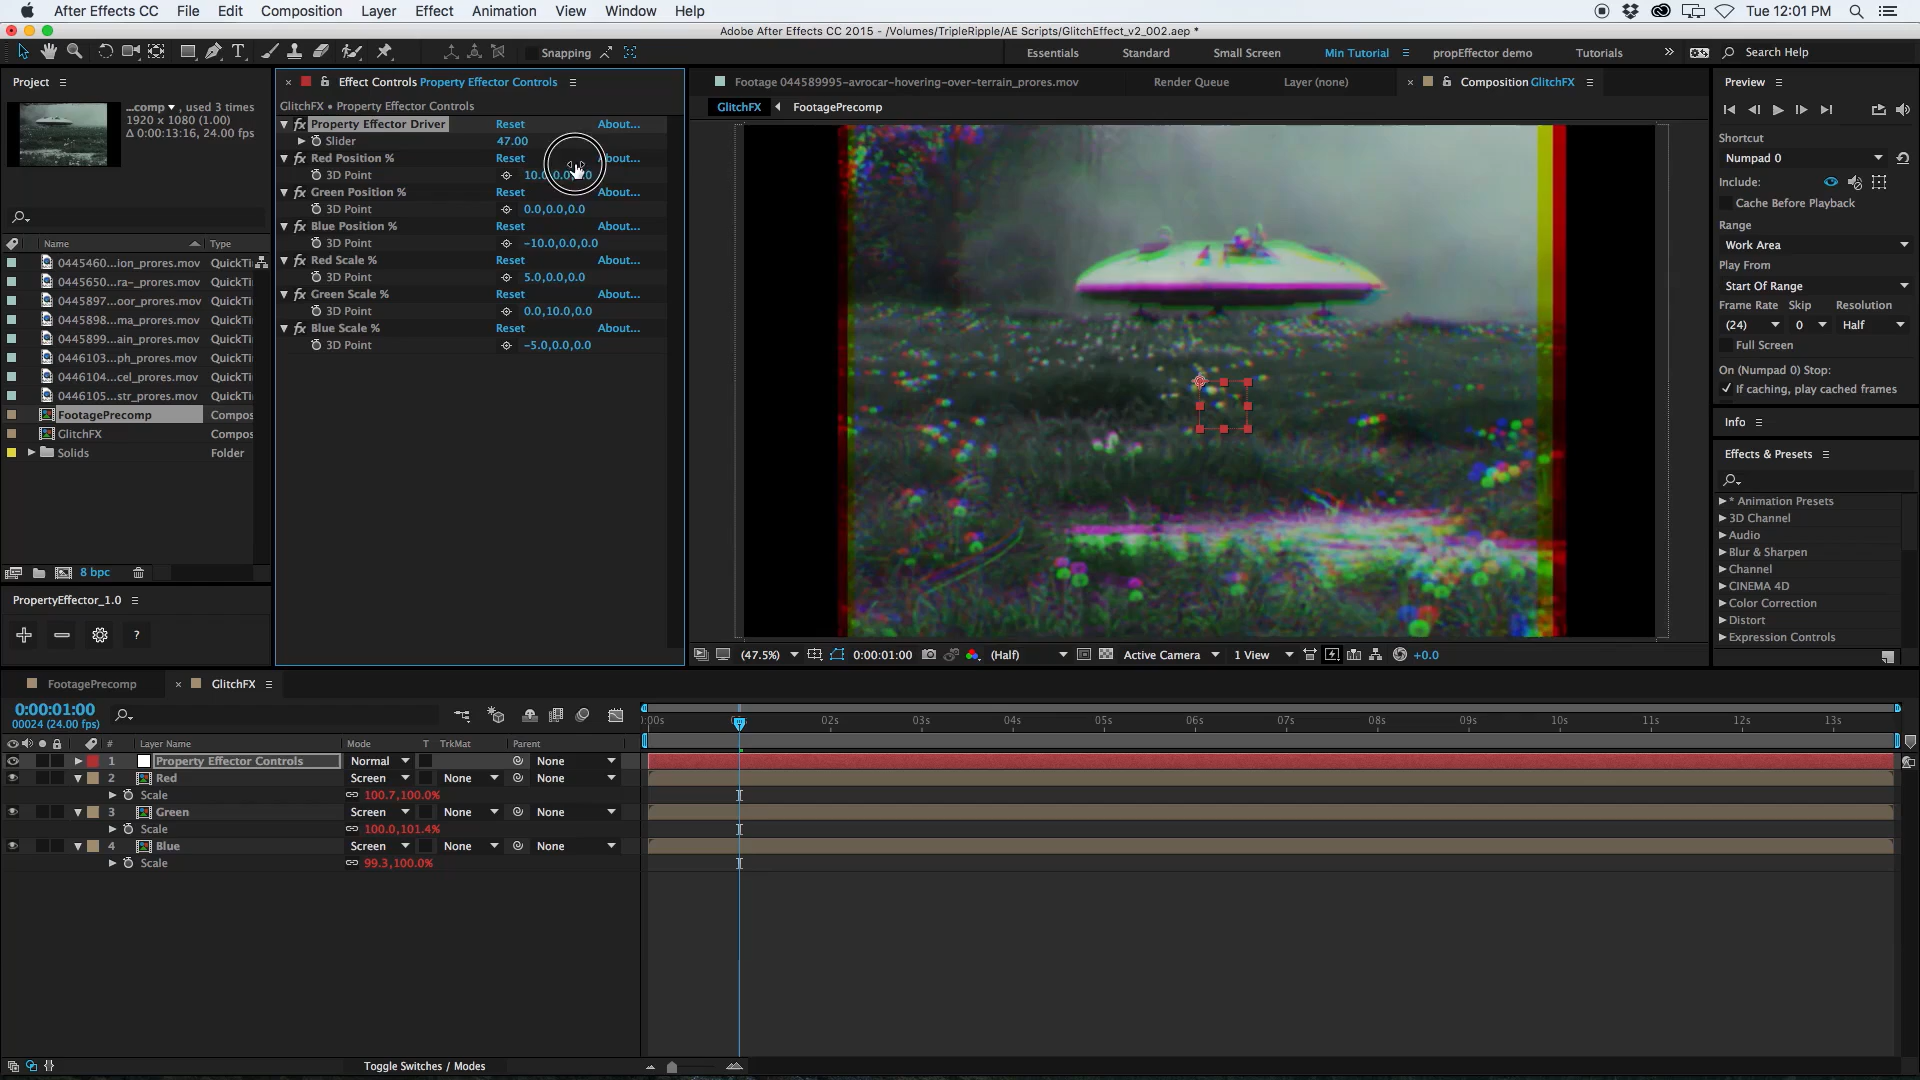 After Effects CC File Edit Composition Layer Effect Animation View Window Help Tue 12:01 PM
Adobe After Effects CC 2015 - /Volumes/TripleRipple/AE Scripts/GlitchEffect_v2_002.aep *
Snapping Essentials Standard Small Screen Min Tutorial propEffector demo Tutorials Search Help
Project
...comp , used 3 times
1920 x 1080 (1.00)
Δ 0:00:13:16, 24.00 fps
Name Type
0445460...ion_prores.mov QuickTi
0445650...ra-_prores.mov QuickTi
0445897...oor_prores.mov QuickTi
0445898...ma_prores.mov QuickTi
0445899...ain_prores.mov QuickTi
0446103...ph_prores.mov QuickTi
0446104...cel_prores.mov QuickTi
0446105...str_prores.mov QuickTi
FootagePrecomp Compos
GlitchFX Compos
Solids Folder
8 bpc
PropertyEffector_1.0
?
Effect Controls Property Effector Controls
GlitchFX • Property Effector Controls
fx Property Effector Driver Reset About...
Slider 47.00
fx Red Position % Reset About...
3D Point
fx Green Position % Reset About...
3D Point 0.0,0.0,0.0
fx Blue Position % Reset About...
3D Point -10.0,0.0,0.0
fx Red Scale % Reset About...
3D Point 5.0,0.0,0.0
fx Green Scale % Reset About...
3D Point 0.0,10.0,0.0
fx Blue Scale % Reset About...
3D Point -5.0,0.0,0.0
Footage 044589995-avrocar-hovering-over-terrain_prores.mov Render Queue Layer (none) Composition GlitchFX
GlitchFX FootagePrecomp
(47.5%) 0:00:01:00 (Half) Active Camera 1 View +0.0
Preview
Shortcut
Numpad 0
Include:
Cache Before Playback
Range
Work Area
Play From
Start Of Range
Frame Rate Skip Resolution
(24) 0 Half
Full Screen
On (Numpad 0) Stop:
If caching, play cached frames
Info
Effects & Presets
* Animation Presets
3D Channel
Audio
Blur & Sharpen
Channel
CINEMA 4D
Color Correction
Distort
Expression Controls
FootagePrecomp GlitchFX
0:00:01:00
00024 (24.00 fps)
:00s 02s 03s 04s 05s 06s 07s 08s 09s 10s 11s 12s 13s
# Layer Name Mode T TrkMat Parent
1 Property Effector Controls Normal None
2 Red Screen None None
Scale 100.7,100.0%
3 Green Screen None None
Scale 100.0,101.4%
4 Blue Screen None None
Scale 99.3,100.0%
Toggle Switches / Modes